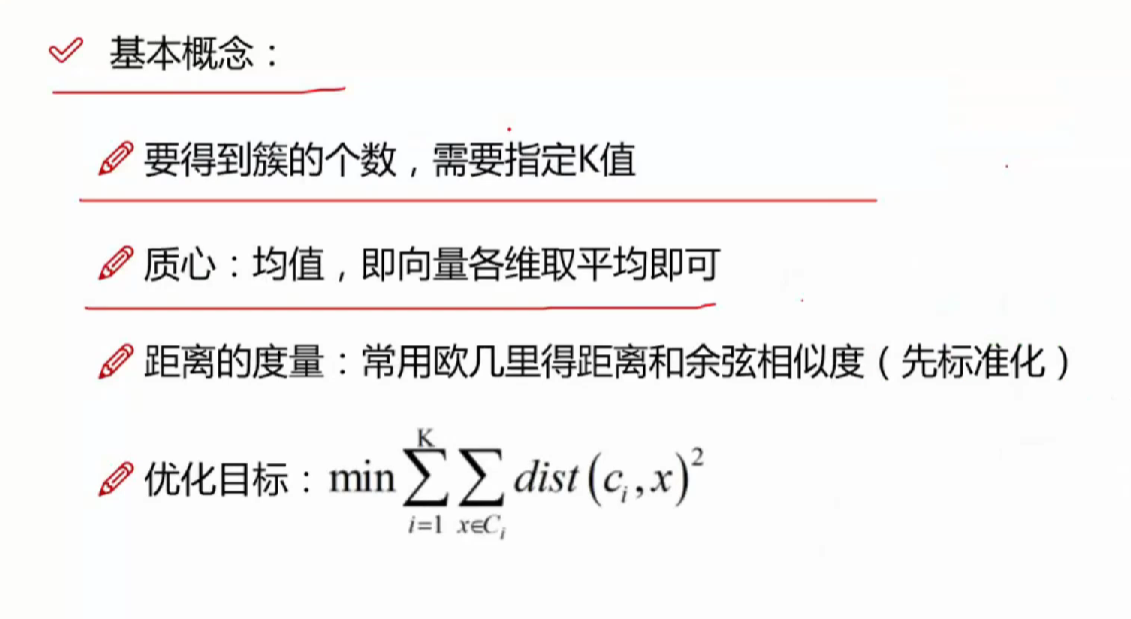 基本概念：
要得到簇的个数，需要指定K值
质心：均值，即向量各维取平均即可
距离的度量：常用欧几里得距离和余弦相似度（先标准化）
优化目标：$\min \sum_{i=1}^{K} \sum_{x \in C_i} dist(c_i, x)^2$